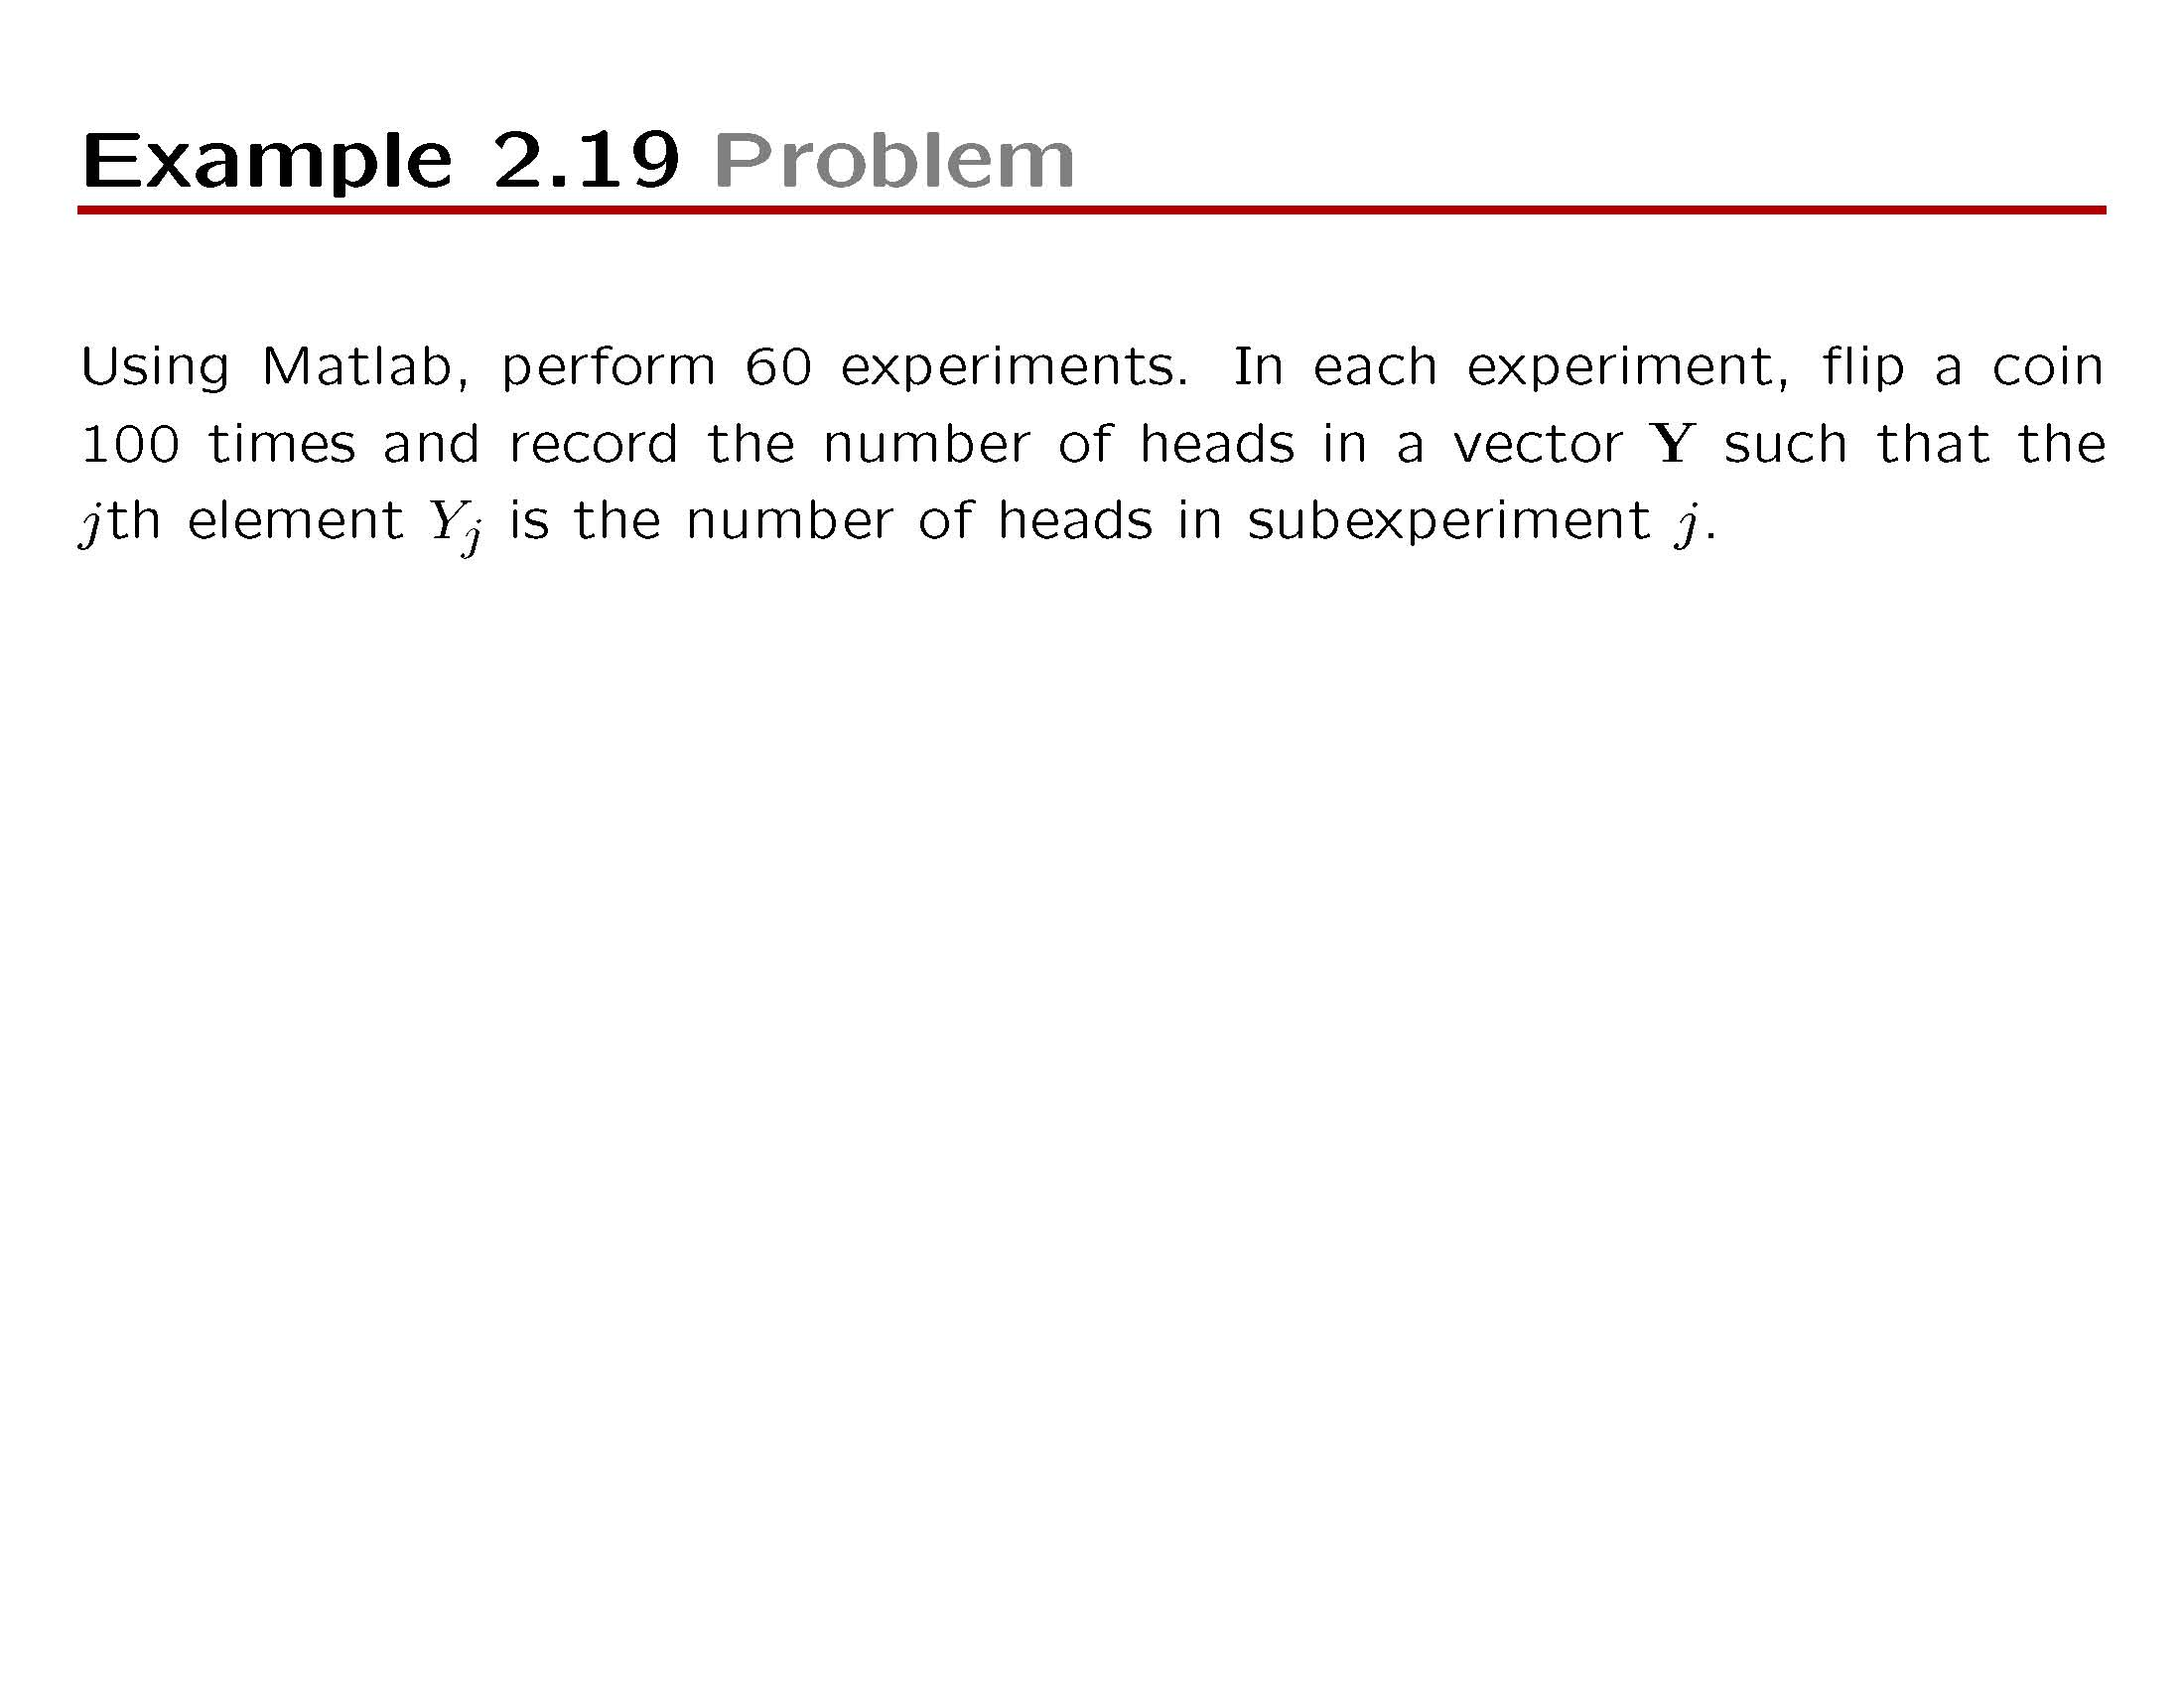 Example 2.19 Problem
Using Matlab, perform 60 experiments. In each experiment, flip a coin
100 times and record the number of heads in a vector Y such that the
jth element Yj is the number of heads in subexperiment j.